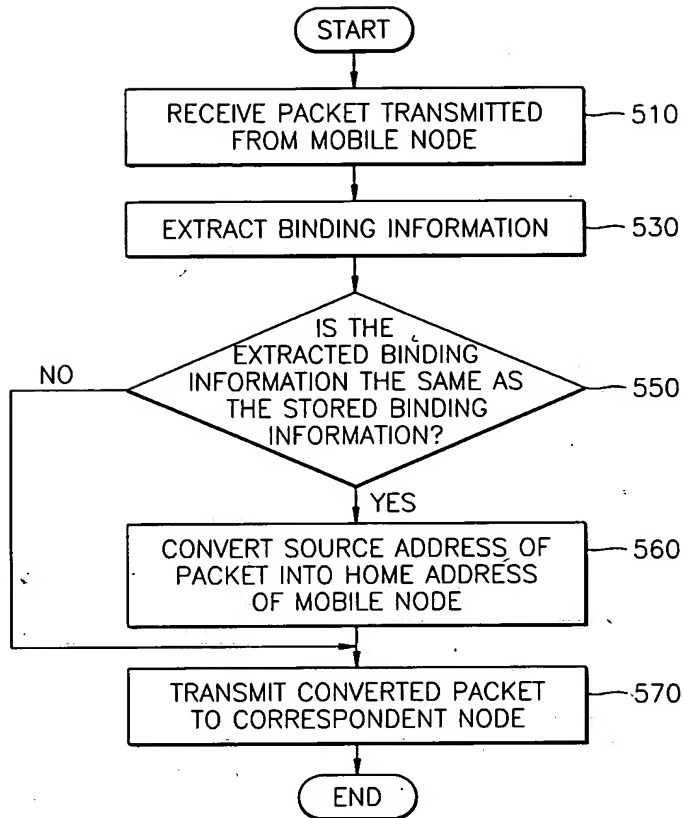 START
RECEIVE PACKET TRANSMITTED
FROM MOBILE NODE
510
EXTRACT BINDING INFORMATION
530
IS THE
EXTRACTED BINDING
INFORMATION THE SAME AS
THE STORED BINDING
INFORMATION?
550
NO
YES
CONVERT SOURCE ADDRESS OF
PACKET INTO HOME ADDRESS
OF MOBILE NODE
560
TRANSMIT CONVERTED PACKET
TO CORRESPONDENT NODE
570
END